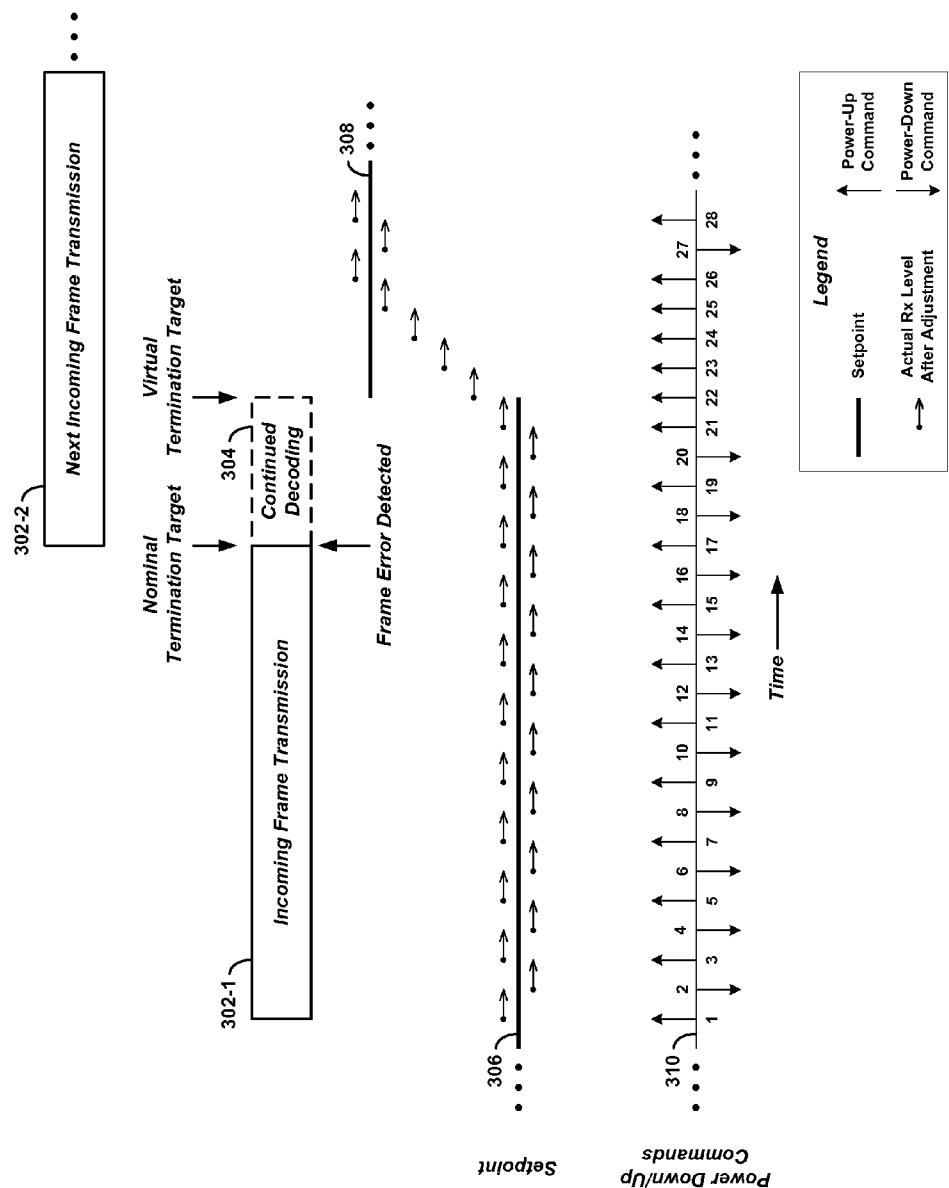 302-2
Next Incoming Frame Transmission
Nominal
Termination Target
Virtual
Termination Target
302-1
Incoming Frame Transmission
304
Continued
Decoding
Frame Error Detected
308
306
Setpoint
310
Power Down/Up
Commands
1 2 3 4 5 6 7 8 9 10 11 12 13 14 15 16 17 18 19 20 21 22 23 24 25 26 27 28
Time
Legend
Setpoint
Power-Up
Command
Actual Rx Level
After Adjustment
Power-Down
Command